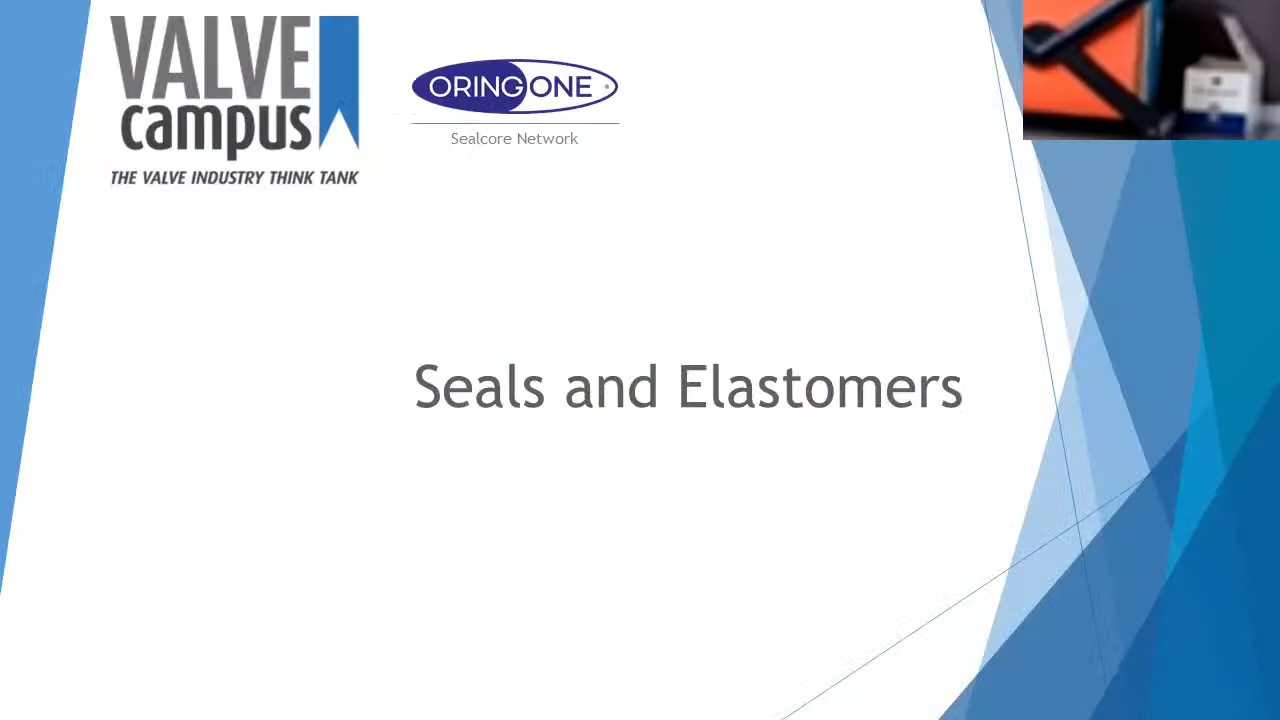 VALVE
campus
THE VALVE INDUSTRY THINK TANK
ORINGONE
Sealcore Network
Seals and Elastomers